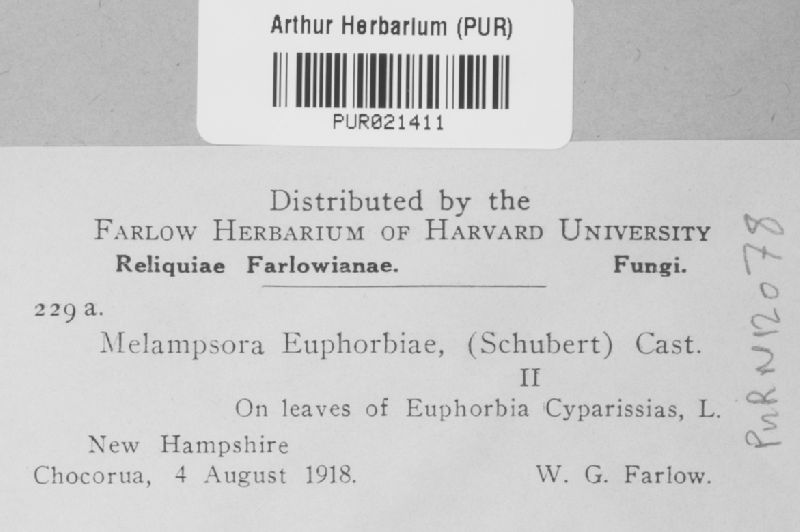 Arthur Herbarium (PUR)
PUR021411
Distributed by the
FARLOW HERBARIUM OF HARVARD UNIVERSITY
Reliquiae Farlowianae. Fungi.
229 a.
Melampsora Euphorbiae, (Schubert) Cast.
II
On leaves of Euphorbia Cyparissias, L.
New Hampshire
Chocorua, 4 August 1918. W. G. Farlow.
PUR N12078